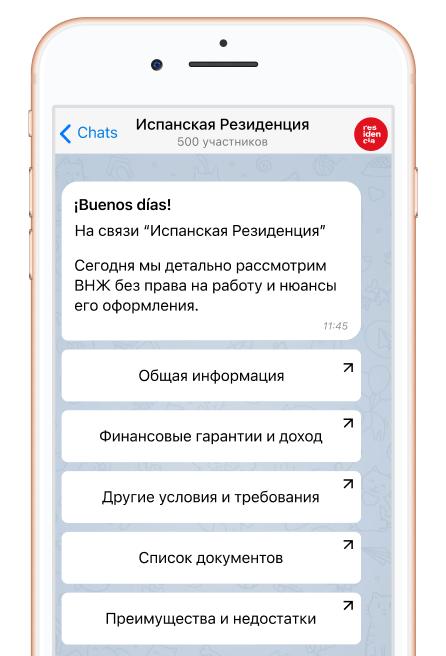 Chats
Испанская Резиденция
500 участников
res
iden
cia
¡Buenos días!
На связи “Испанская Резиденция”
Сегодня мы детально рассмотрим
ВНЖ без права на работу и нюансы
его оформления.
11:45
Общая информация
Финансовые гарантии и доход
Другие условия и требования
Список документов
Преимущества и недостатки